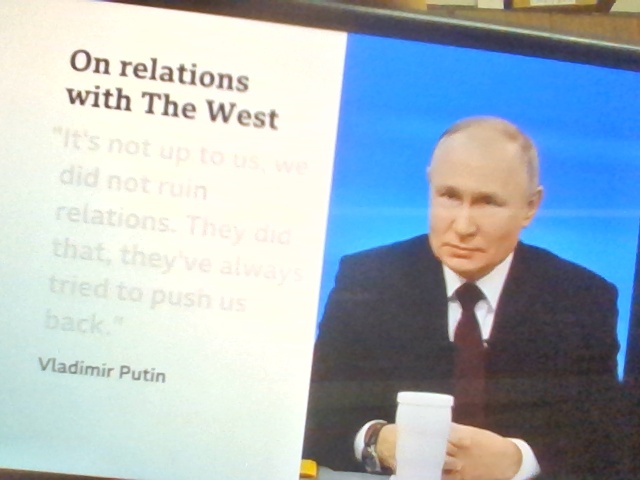 On relations
with The West
"It's not up to us, we
did not ruin
relations. They did
that, they've always
tried to push us
back."
Vladimir Putin